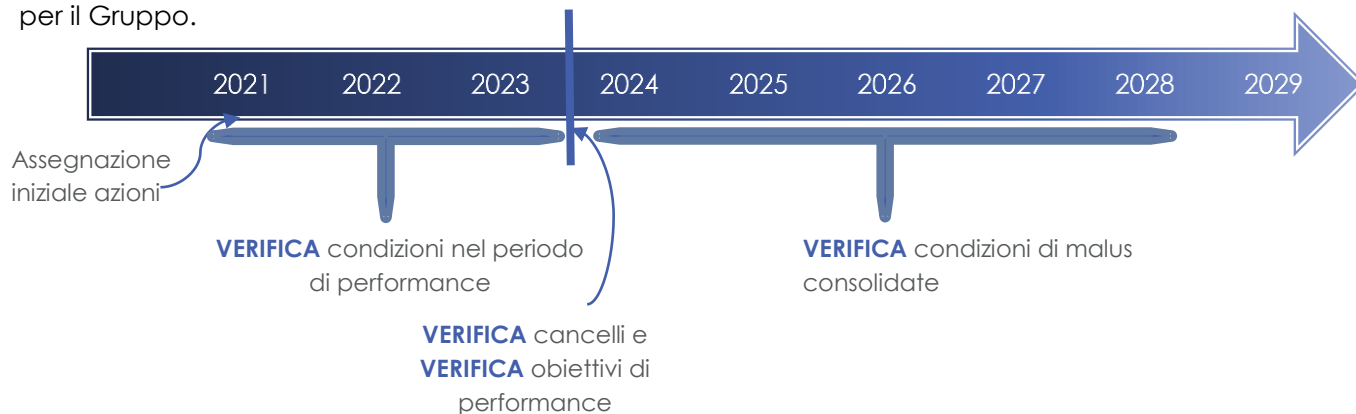 per il Gruppo.
2021 2022 2023 2024 2025 2026 2027 2028 2029
Assegnazione
iniziale azioni
VERIFICA condizioni nel periodo
di performance
VERIFICA condizioni di malus
consolidate
VERIFICA cancelli e
VERIFICA obiettivi di
performance